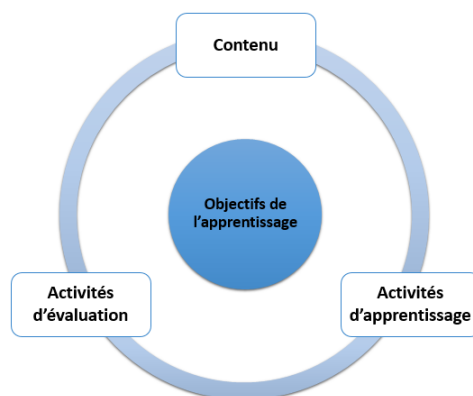 Contenu
Objectifs de
l'apprentissage
Activités
d'évaluation
Activités
d'apprentissage